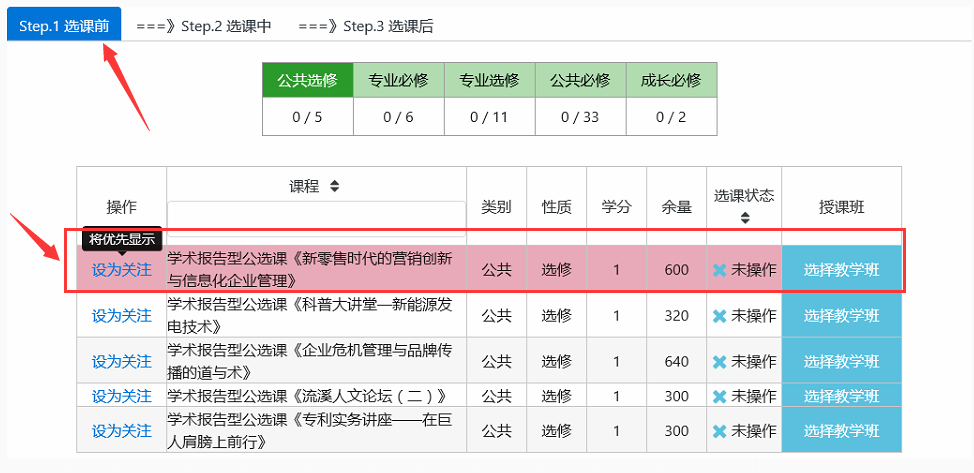 Step.1 选课前 ===》Step.2 选课中 ===》Step.3 选课后
公共选修 专业必修 专业选修 公共必修 成长必修
0 / 5 0 / 6 0 / 11 0 / 33 0 / 2
操作 课程 类别 性质 学分 余量 选课状态 授课班
将优先显示
设为关注 学术报告型公选课《新零售时代的营销创新
与信息化企业管理》 公共 选修 1 600 未操作 选择教学班
设为关注 学术报告型公选课《科普大讲堂—新能源发
电技术》 公共 选修 1 320 未操作 选择教学班
设为关注 学术报告型公选课《企业危机管理与品牌传
播的道与术》 公共 选修 1 640 未操作 选择教学班
设为关注 学术报告型公选课《流溪人文论坛（二）》 公共 选修 1 300 未操作 选择教学班
设为关注 学术报告型公选课《专利实务讲座——在巨
人肩膀上前行》 公共 选修 1 300 未操作 选择教学班